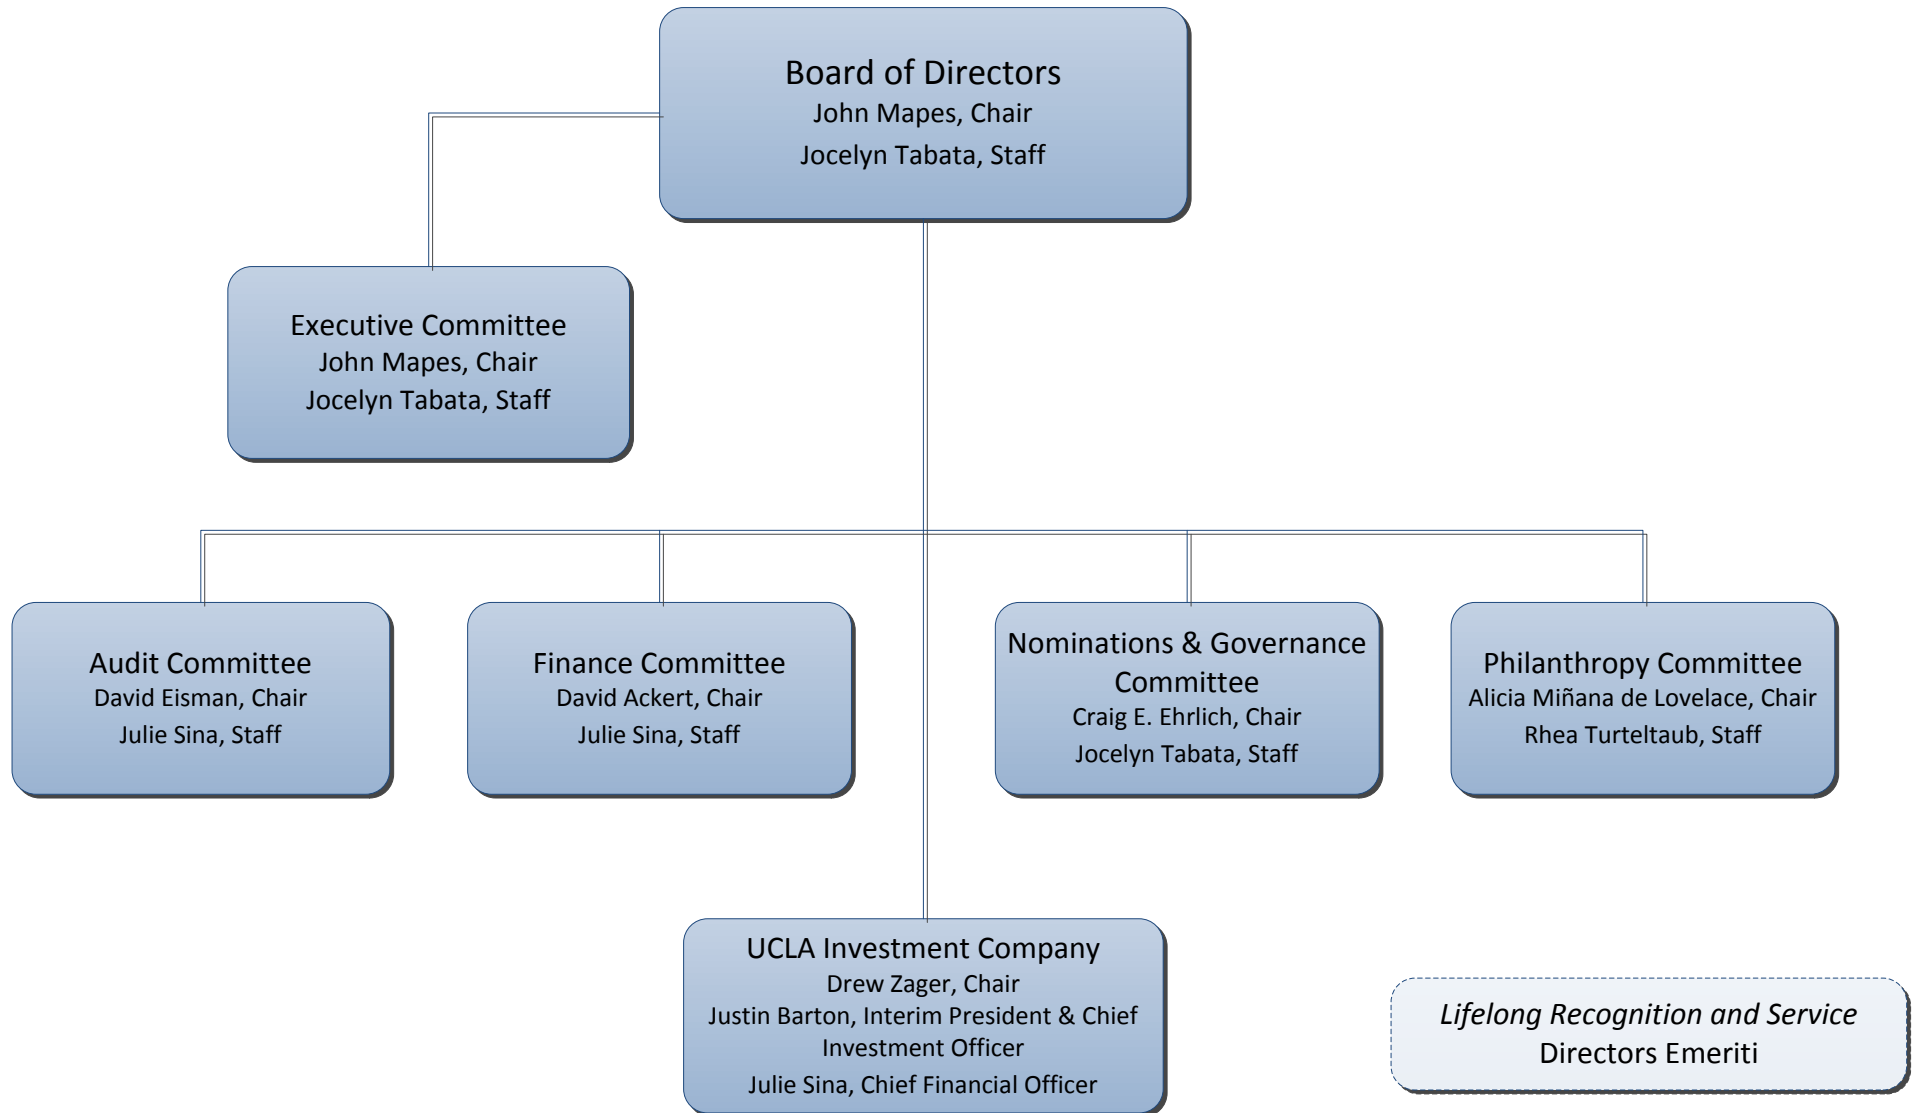 Board of Directors
John Mapes, Chair
Jocelyn Tabata, Staff
Executive Committee
John Mapes, Chair
Jocelyn Tabata, Staff
Audit Committee
David Eisman, Chair
Julie Sina, Staff
Finance Committee
David Ackert, Chair
Julie Sina, Staff
Nominations & Governance
Committee
Craig E. Ehrlich, Chair
Jocelyn Tabata, Staff
Philanthropy Committee
Alicia Miñana de Lovelace, Chair
Rhea Turteltaub, Staff
UCLA Investment Company
Drew Zager, Chair
Justin Barton, Interim President & Chief
Investment Officer
Julie Sina, Chief Financial Officer
Lifelong Recognition and Service
Directors Emeriti